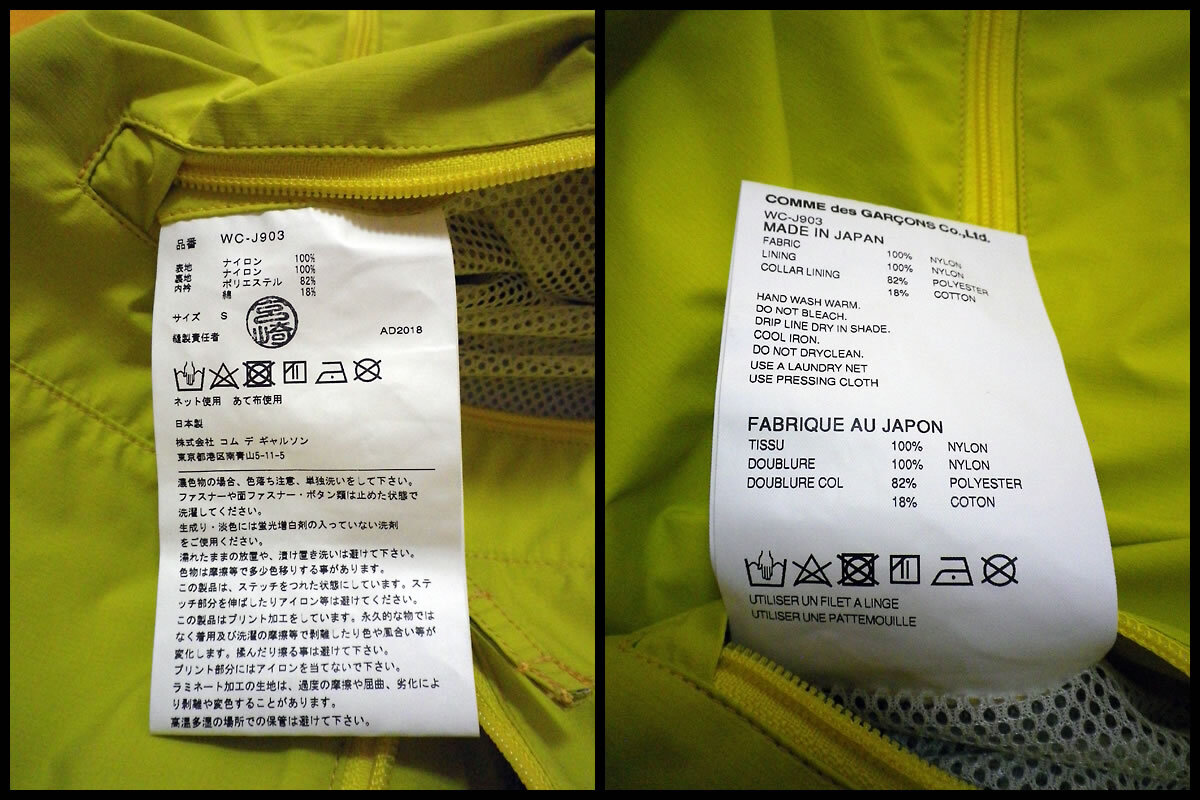 品番 WC-J903
表地 ナイロン 100%
裏地 ナイロン 100%
内衿 ポリエステル 82%
綿 18%
サイズ S
宮崎
縫製責任者 AD2018
ネット使用 あて布使用
日本製
株式会社 コム デ ギャルソン
東京都港区南青山5-11-5
濃色物の場合、色落ち注意、単独洗いをして下さい。
ファスナーや面ファスナー・ボタン類は止めた状態で
洗濯してください。
生成り・淡色には蛍光増白剤の入っていない洗剤
をご使用ください。
濡れたままの放置や、漬け置き洗いは避けて下さい。
色物は摩擦等で多少色移りする事があります。
この製品は、ステッチをつれた状態にしています。ステ
ッチ部分を伸ばしたりアイロン等は避けてください。
この製品はプリント加工をしています。永久的な物では
なく着用及び洗濯の摩擦等で剥離したり色や風合い等が
変化します。揉んだり擦る事は避けて下さい。
プリント部分にはアイロンを当てないで下さい。
ラミネート加工の生地は、過度の摩擦や屈曲、劣化によ
り剥離や変色することがあります。
高温多湿の場所での保管は避けて下さい。
COMME des GARÇONS Co.,Ltd.
WC-J903
MADE IN JAPAN
FABRIC 100% NYLON
LINING 100% NYLON
COLLAR LINING 82% POLYESTER
18% COTTON
HAND WASH WARM.
DO NOT BLEACH.
DRIP LINE DRY IN SHADE.
COOL IRON.
DO NOT DRYCLEAN.
USE A LAUNDRY NET
USE PRESSING CLOTH
FABRIQUE AU JAPON
TISSU 100% NYLON
DOUBLURE 100% NYLON
DOUBLURE COL 82% POLYESTER
18% COTON
UTILISER UN FILET A LINGE
UTILISER UNE PATTEMOUILLE